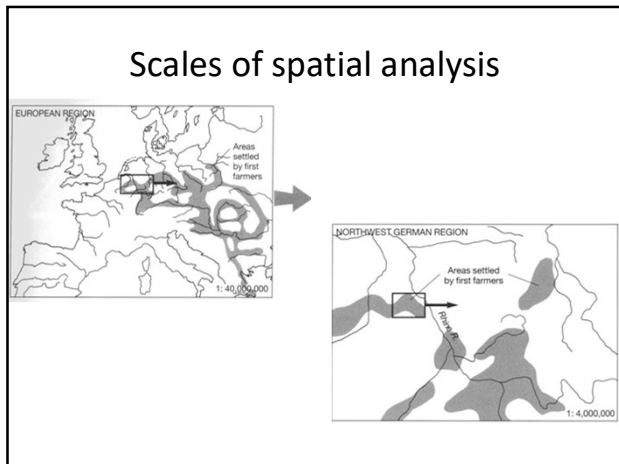 Scales of spatial analysis
EUROPEAN REGION
Areas
settled
by first
farmers
1: 40,000,000
NORTHWEST GERMAN REGION
Areas settled
by first farmers
Rhine R.
1: 4,000,000